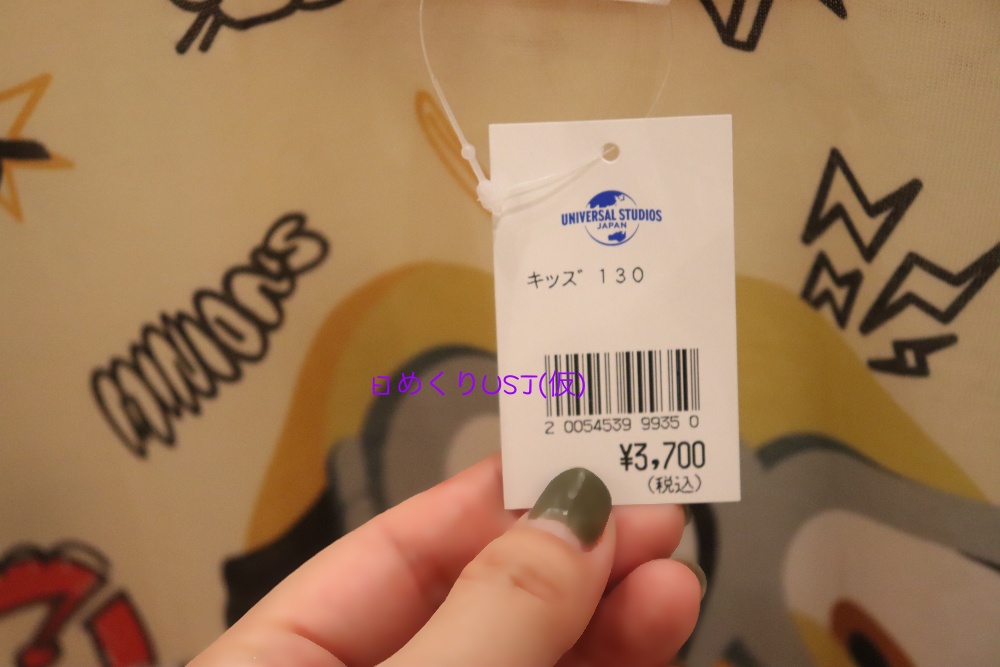 UNIVERSAL STUDIOS
JAPAN
キッズ 130
日めくりUSJ(仮)
2 0054539 9935 0
¥3,700
(税込)